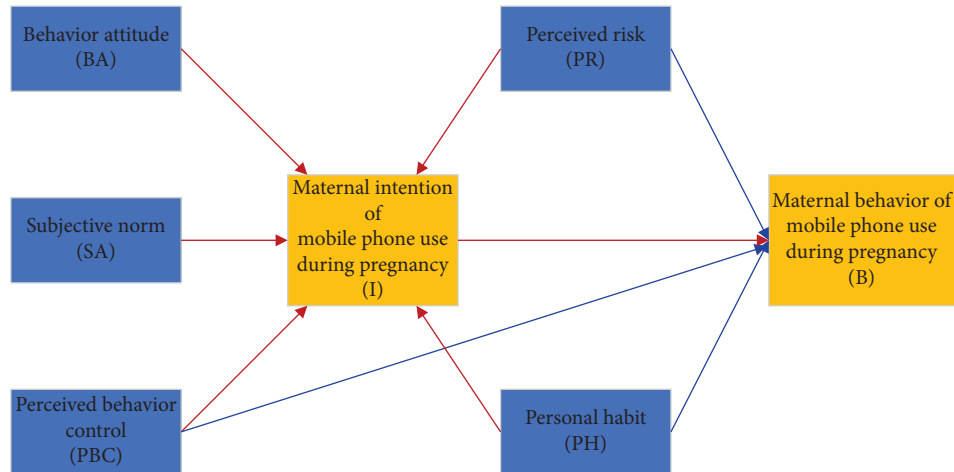 Behavior attitude
(BA)
Perceived risk
(PR)
Subjective norm
(SA)
Maternal intention
of
mobile phone use
during pregnancy
(I)
Maternal behavior of
mobile phone use
during pregnancy
(B)
Perceived behavior
control
(PBC)
Personal habit
(PH)